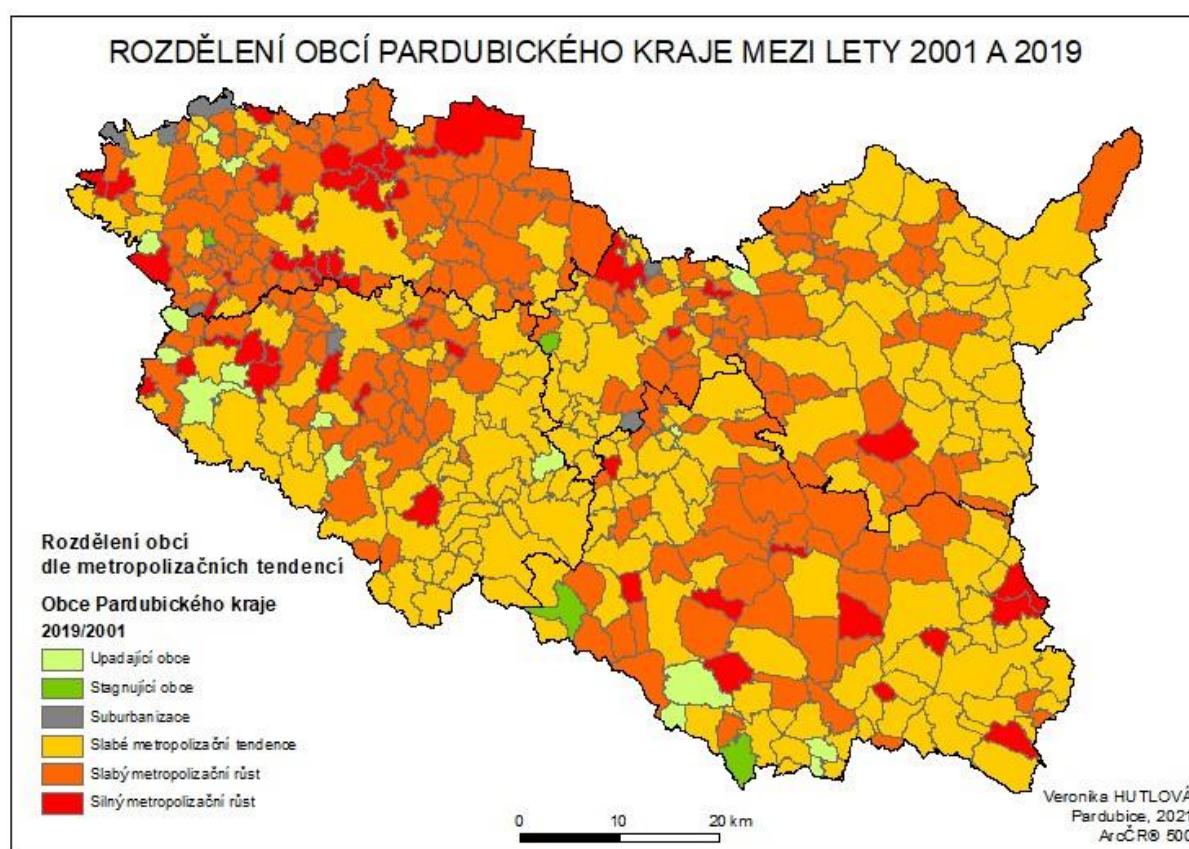 ROZDĚLENÍ OBCÍ PARDUBICKÉHO KRAJE MEZI LETY 2001 A 2019
Rozdělení obcí
dle metropolizačních tendencí
Obce Pardubického kraje
2019/2001
Upadající obce
Stagnující obce
Suburbanizace
Slabé metropolizační tendence
Slabý metropolizační růst
Silný metropolizační růst
0 10 20 km
Veronika HUTLOVÁ
Pardubice, 2021
ArcČR® 500